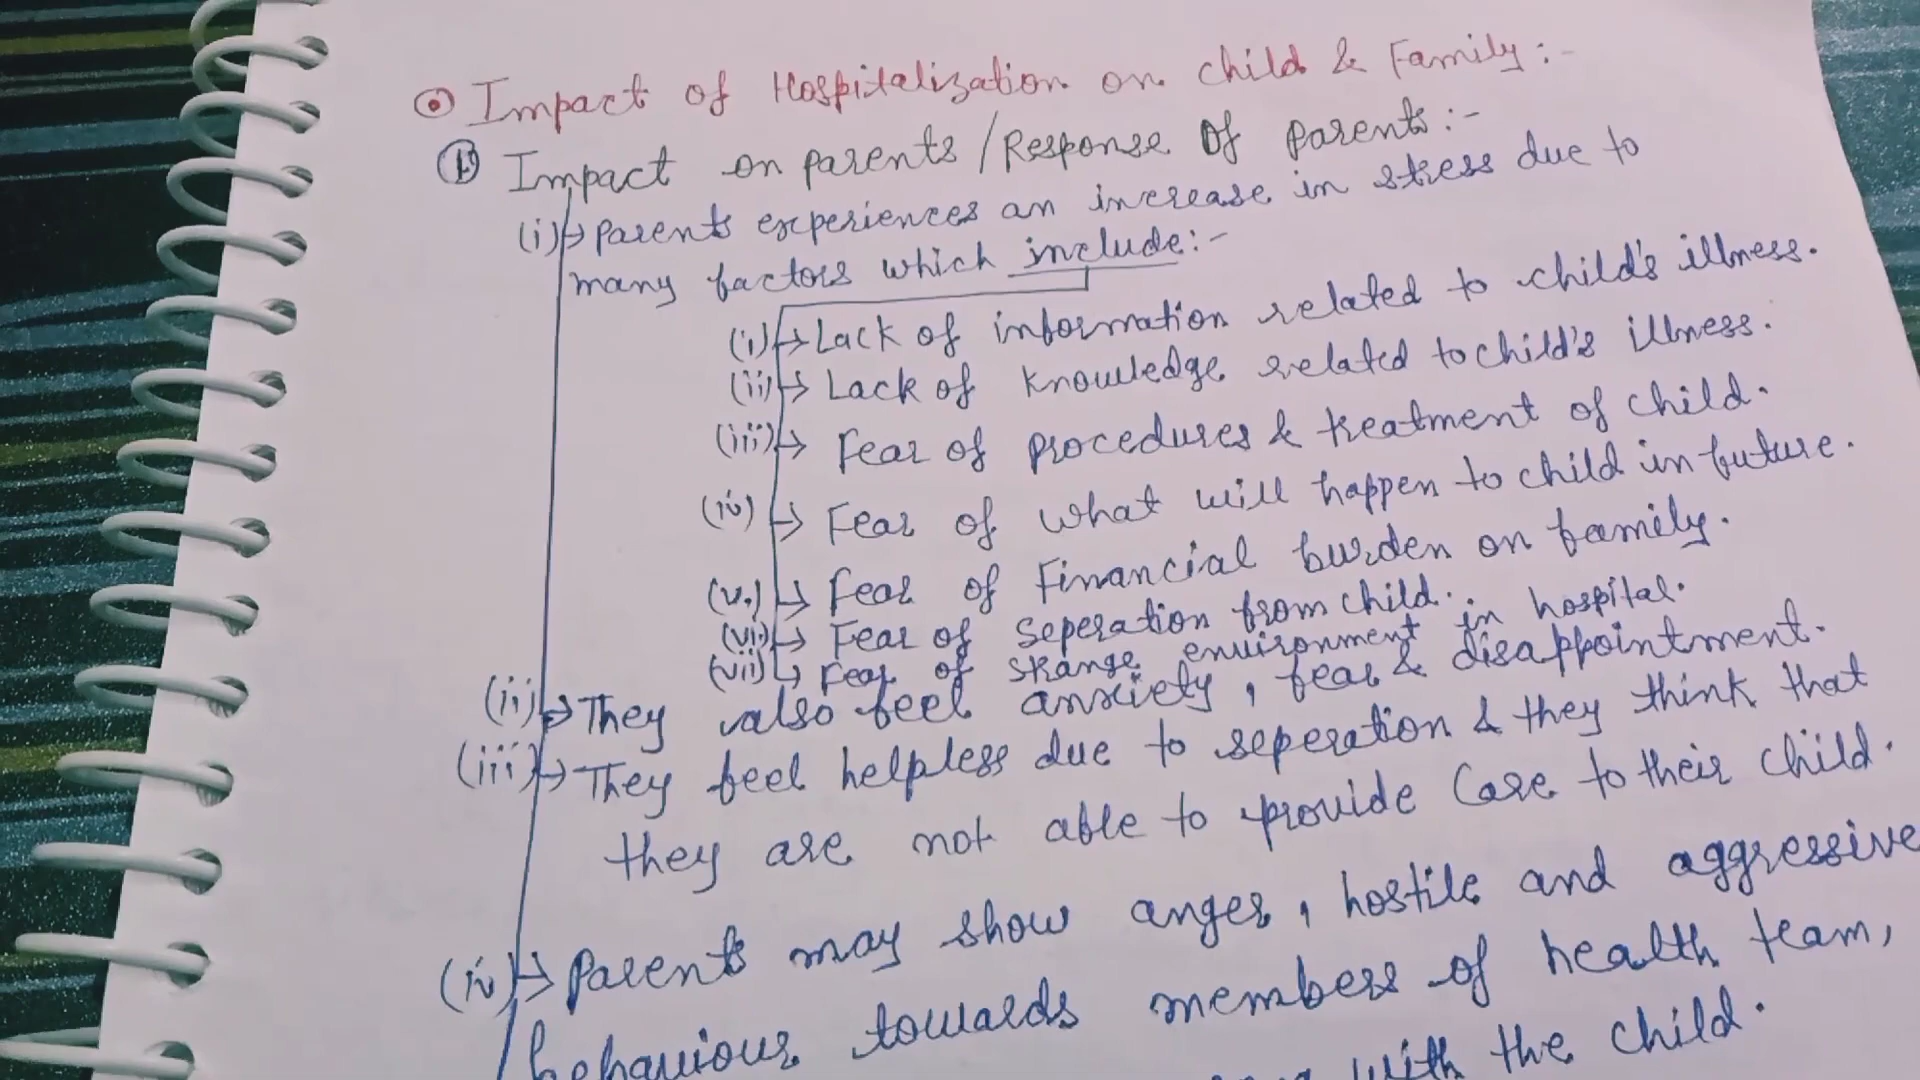 Impact of Hospitalization on child & Family:-
(1) Impact on parents/Response of parents:-
(i)→ Parents experiences an increase in stress due to
many factors which include:-
(i)→ Lack of information related to child's illness.
(ii)→ Lack of knowledge related to child's illness.
(iii)→ Fear of procedures & treatment of child.
(iv)→ Fear of what will happen to child in future.
(v.)→ Fear of Financial burden on family.
(vi)→ Fear of seperation from child.
(vii)→ Fear of strange environment in hospital.
(ii)→ They also feel anxiety, fear & disappointment.
(iii)→ They feel helpless due to seperation & they think that
they are not able to provide Care to their child.
(iv)→ Parents may show anger, hostile and aggressive
behaviour towards members of health team,
with the child.